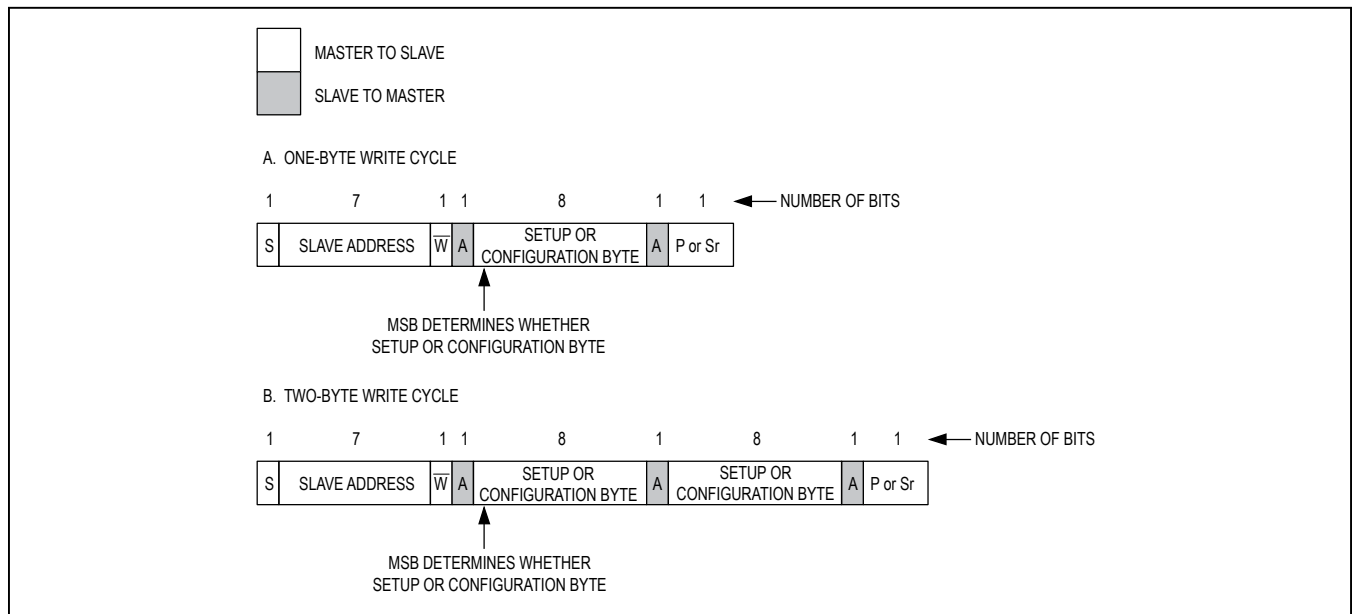 MASTER TO SLAVE
SLAVE TO MASTER
A. ONE-BYTE WRITE CYCLE
1 7 1 1 8 1 1 NUMBER OF BITS
S SLAVE ADDRESS W̅ A SETUP OR CONFIGURATION BYTE A P or Sr
MSB DETERMINES WHETHER
SETUP OR CONFIGURATION BYTE
B. TWO-BYTE WRITE CYCLE
1 7 1 1 8 1 8 1 1 NUMBER OF BITS
S SLAVE ADDRESS W̅ A SETUP OR CONFIGURATION BYTE A SETUP OR CONFIGURATION BYTE A P or Sr
MSB DETERMINES WHETHER
SETUP OR CONFIGURATION BYTE